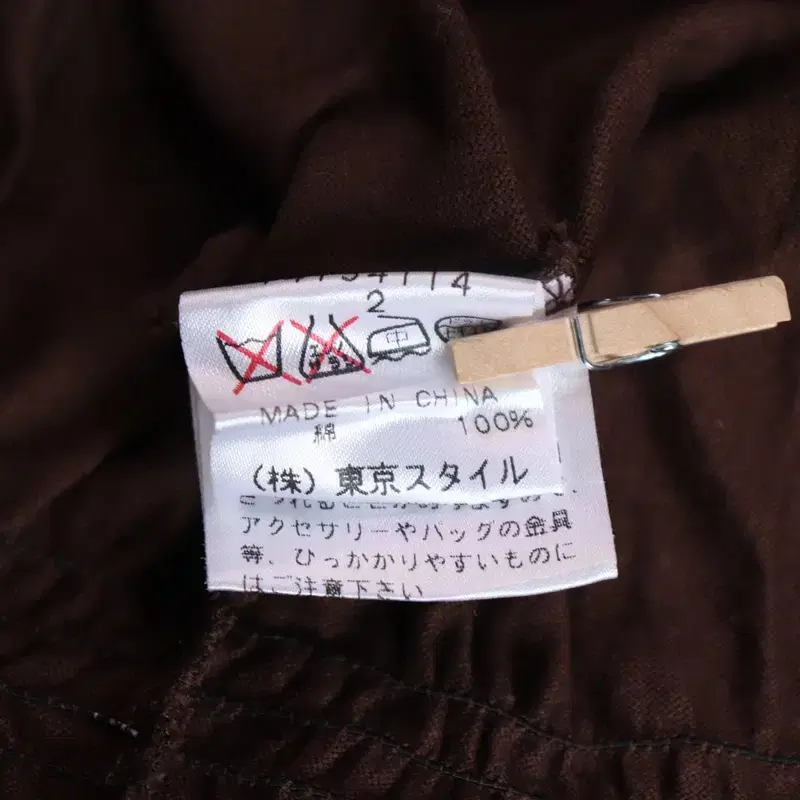 2
中
MADE IN CHINA
綿 100%
(株) 東京スタイル
アクセサリーやバッグの金具
等、ひっかかりやすいものに
はご注意下さい